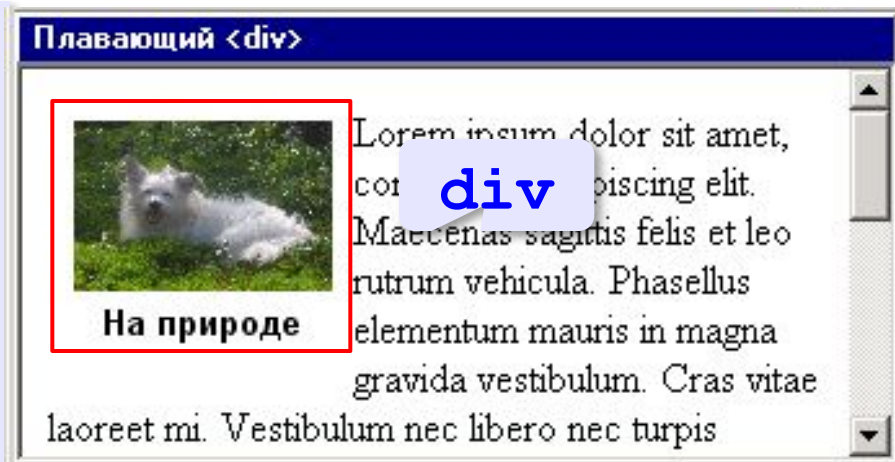 Плавающий <div>
Lorem ipsum dolor sit amet,
piscing elit.
div
Maecenas sagittis felis et leo
rutrum vehicula. Phasellus
На природе
elementum mauris in magna
gravida vestibulum. Cras vitae
laoreet mi. Vestibulum nec libero nec turpis